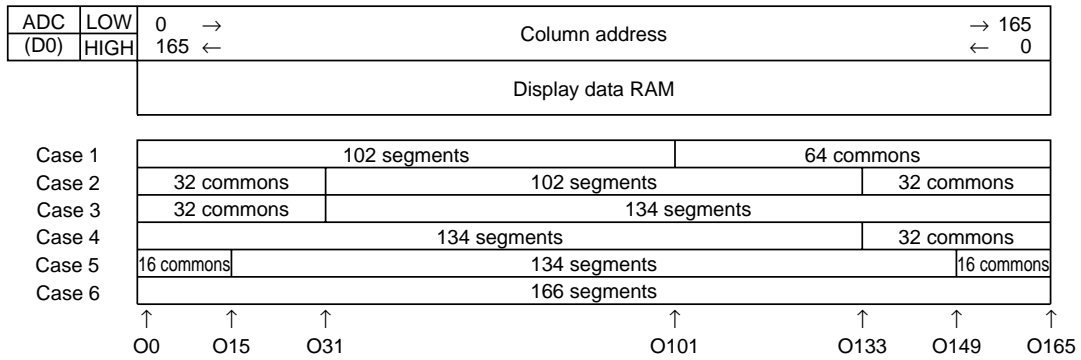 ADC LOW 0 → Column address → 165
(D0) HIGH 165 ← ← 0
Display data RAM
Case 1 102 segments 64 commons
Case 2 32 commons 102 segments 32 commons
Case 3 32 commons 134 segments
Case 4 134 segments 32 commons
Case 5 16 commons 134 segments 16 commons
Case 6 166 segments
↑ ↑ ↑ ↑ ↑ ↑ ↑
O0 O15 O31 O101 O133 O149 O165